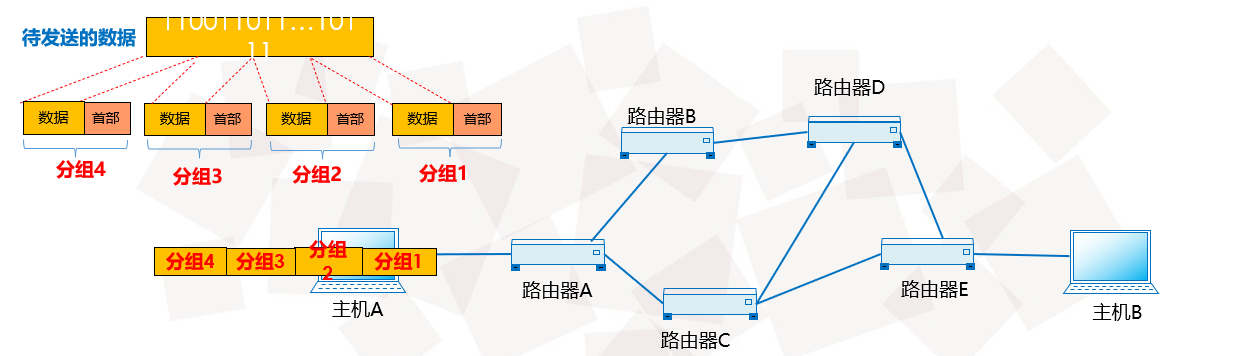 待发送的数据
110011011…101
11
数据 首部
数据 首部
数据 首部
数据 首部
分组4
分组3
分组2
分组1
路由器B
路由器D
分组4
分组3
分组
2
分组1
主机A
路由器A
路由器C
路由器E
主机B